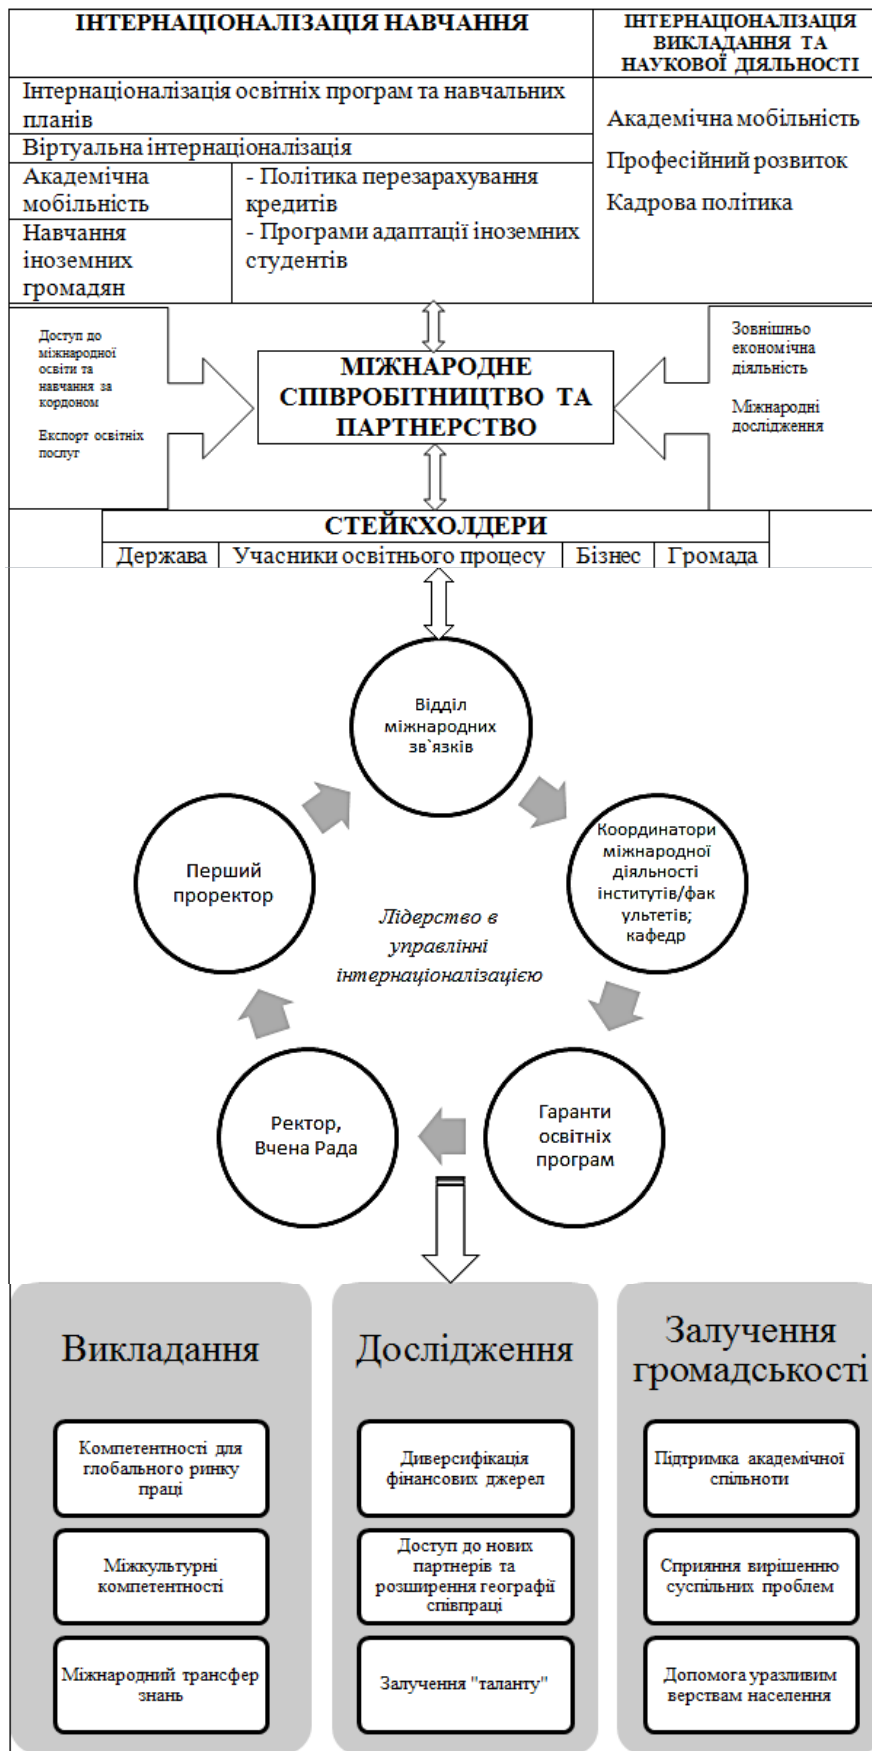 ІНТЕРНАЦІОНАЛІЗАЦІЯ НАВЧАННЯ
ІНТЕРНАЦІОНАЛІЗАЦІЯ
ВИКЛАДАННЯ ТА
НАУКОВОЇ ДІЯЛЬНОСТІ
Інтернаціоналізація освітніх програм та навчальних
планів
Віртуальна інтернаціоналізація
Академічна
мобільність
Навчання
іноземних
громадян
- Політика перезарахування
кредитів
- Програми адаптації іноземних
студентів
Академічна мобільність
Професійний розвиток
Кадрова політика
Доступ до
міжнародної
освіти та
навчання за
кордоном
Експорт освітніх
послуг
МІЖНАРОДНЕ
СПІВРОБІТНИЦТВО ТА
ПАРТНЕРСТВО
Зовнішньо
економічна
діяльність
Міжнародні
дослідження
СТЕЙКХОЛДЕРИ
Держава
Учасники освітнього процесу
Бізнес
Громада
Відділ
міжнародних
зв`язків
Координатори
міжнародної
діяльності
інститутів/фак
ультетів;
кафедр
Перший
проректор
Лідерство в
управлінні
інтернаціоналізацією
Гаранти
освітніх
програм
Ректор,
Вчена Рада
Викладання
Компетентності для
глобального ринку
праці
Міжкультурні
компетентності
Міжнародний трансфер
знань
Дослідження
Диверсифікація
фінансових джерел
Доступ до нових
партнерів та
розширення географії
співпраці
Залучення "таланту"
Залучення
громадськості
Підтримка академічної
спільноти
Сприяння вирішенню
суспільних проблем
Допомога уразливим
верствам населення